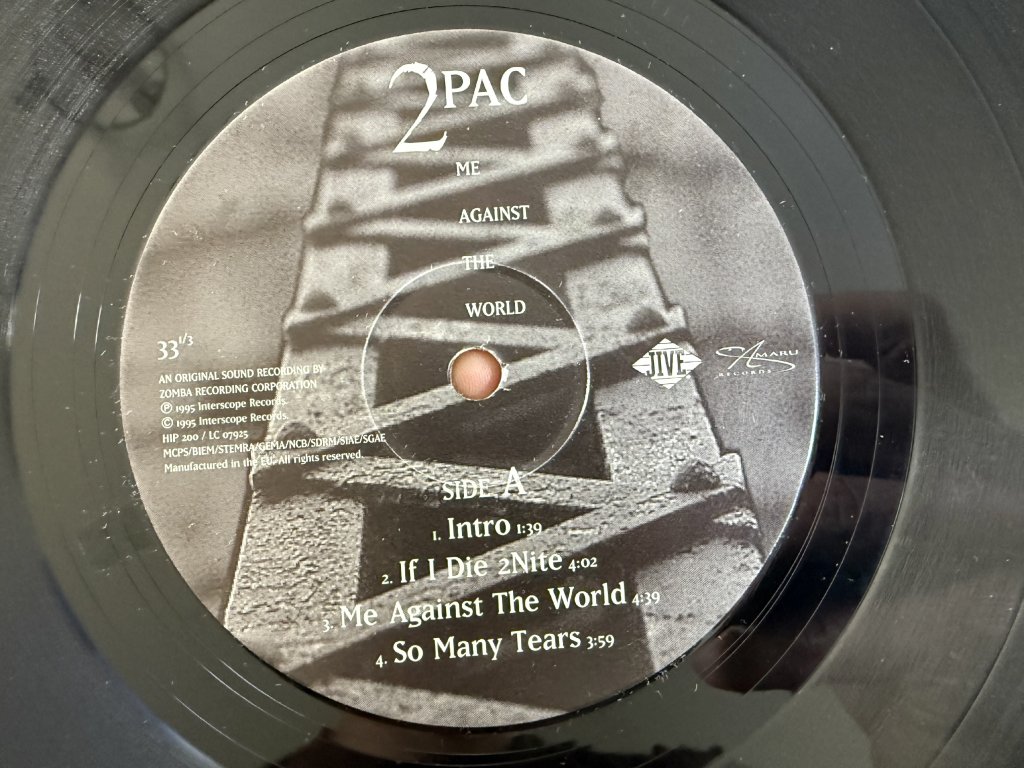 2PAC
ME
AGAINST
THE
WORLD
33 1/3
AN ORIGINAL SOUND RECORDING BY
ZOMBA RECORDING CORPORATION
Ⓟ 1995 Interscope Records.
© 1995 Interscope Records.
HIP 200 / LC 07925
MCPS/BIEM/STEMRA/GEMA/NCB/SDRM/SIAE/SGAE
Manufactured in the EU. All rights reserved.
JIVE
AMARU
RECORDS
SIDE A
1. Intro 1:39
2. If I Die 2Nite 4:02
3. Me Against The World 4:39
4. So Many Tears 3:59